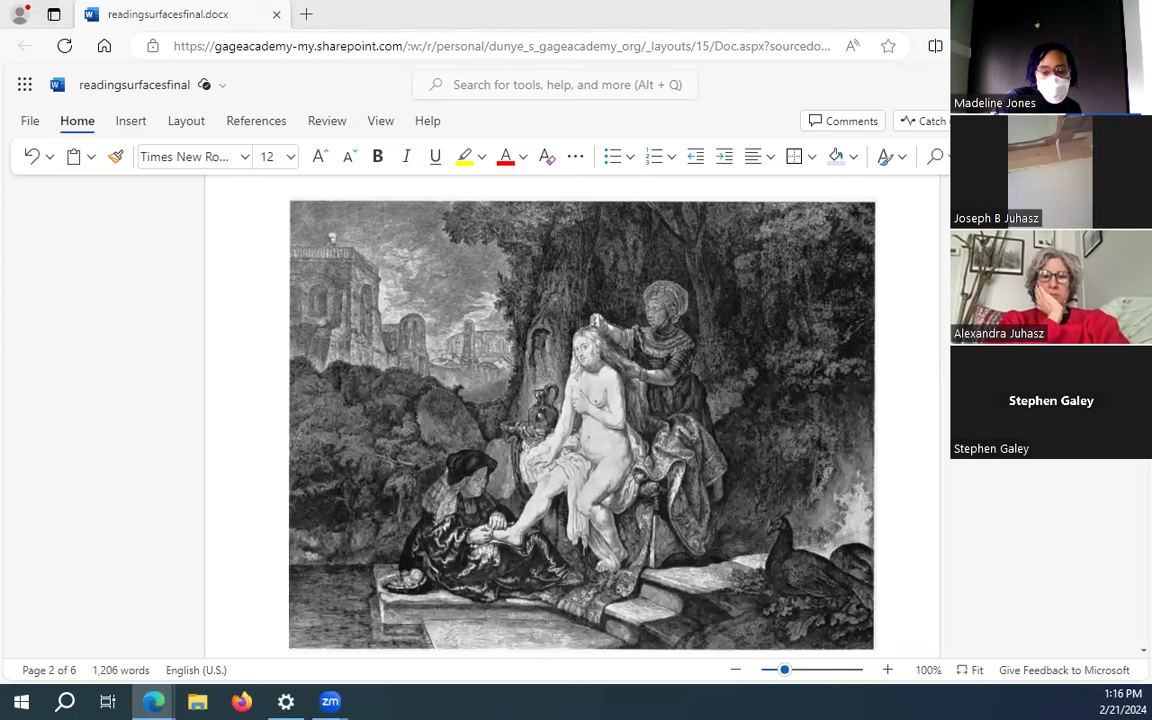 readingsurfacesfinal.docx
https://gageacademy-my.sharepoint.com/:w:/r/personal/dunye_s_gageacademy_org/_layouts/15/Doc.aspx?sourcedo...
readingsurfacesfinal
Search for tools, help, and more (Alt + Q)
File Home Insert Layout References Review View Help
Comments
Catch
Times New Ro...
12
B I U A
Page 2 of 6
1,206 words
English (U.S.)
100%
Fit
Give Feedback to Microsoft
zm
1:16 PM
2/21/2024
Madeline Jones
Joseph B Juhasz
Alexandra Juhasz
Stephen Galey
Stephen Galey